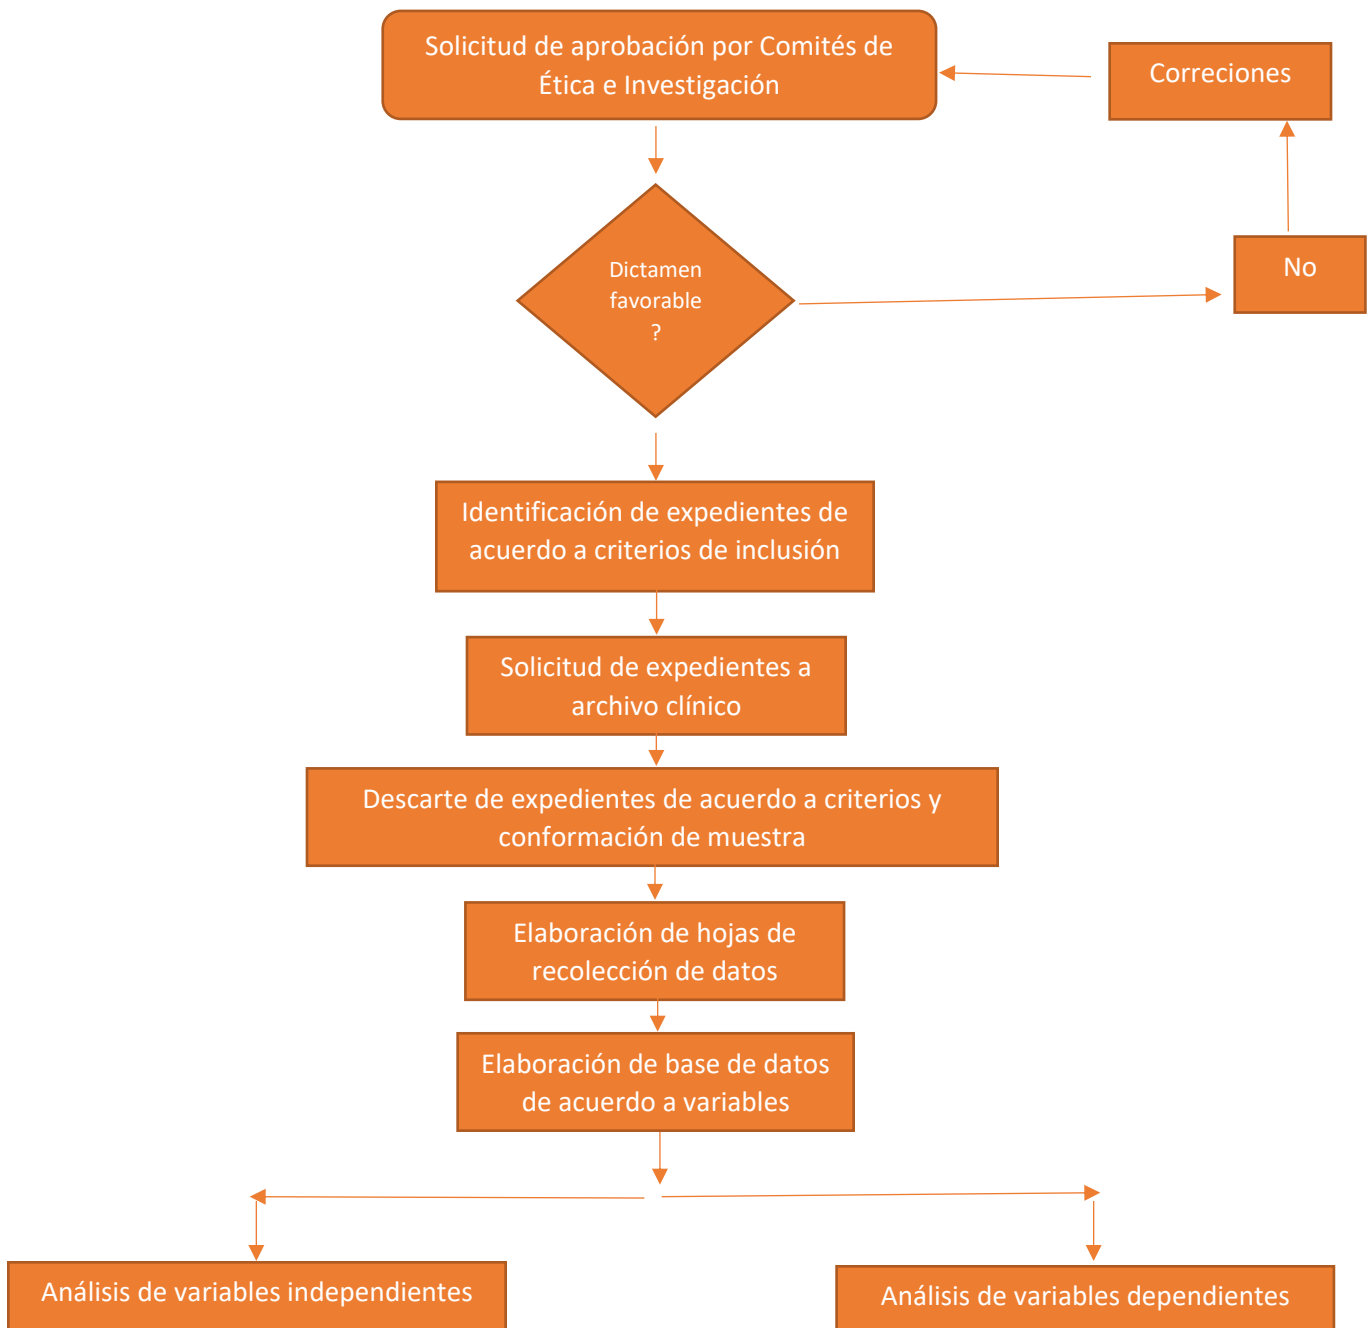 Solicitud de aprobación por Comités de
Ética e Investigación
Correciones
No
Dictamen
favorable
?
Identificación de expedientes de
acuerdo a criterios de inclusión
Solicitud de expedientes a
archivo clínico
Descarte de expedientes de acuerdo a criterios y
conformación de muestra
Elaboración de hojas de
recolección de datos
Elaboración de base de datos
de acuerdo a variables
Análisis de variables independientes
Análisis de variables dependientes